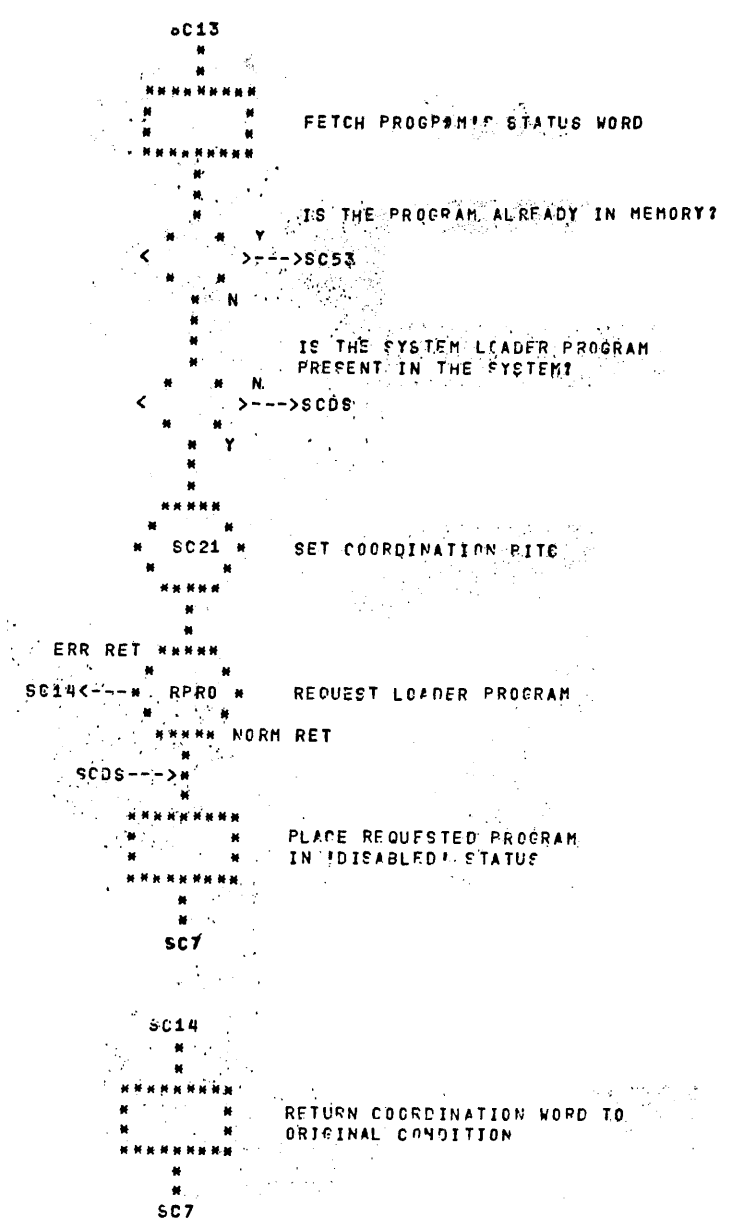 oC13
FETCH PROGRAM'S STATUS WORD
IS THE PROGRAM ALREADY IN MEMORY?
Y
< >--->SC53
N
IS THE SYSTEM LOADER PROGRAM
PRESENT IN THE SYSTEM?
N
< >--->SCDS
Y
SC21 SET COORDINATION BITS
ERR RET
SC14<--- RPRO REQUEST LOADER PROGRAM
NORM RET
SCDS--->
PLACE REQUESTED PROGRAM
IN 'DISABLED' STATUS
SC7
SC14
RETURN COORDINATION WORD TO
ORIGINAL CONDITION
SC7